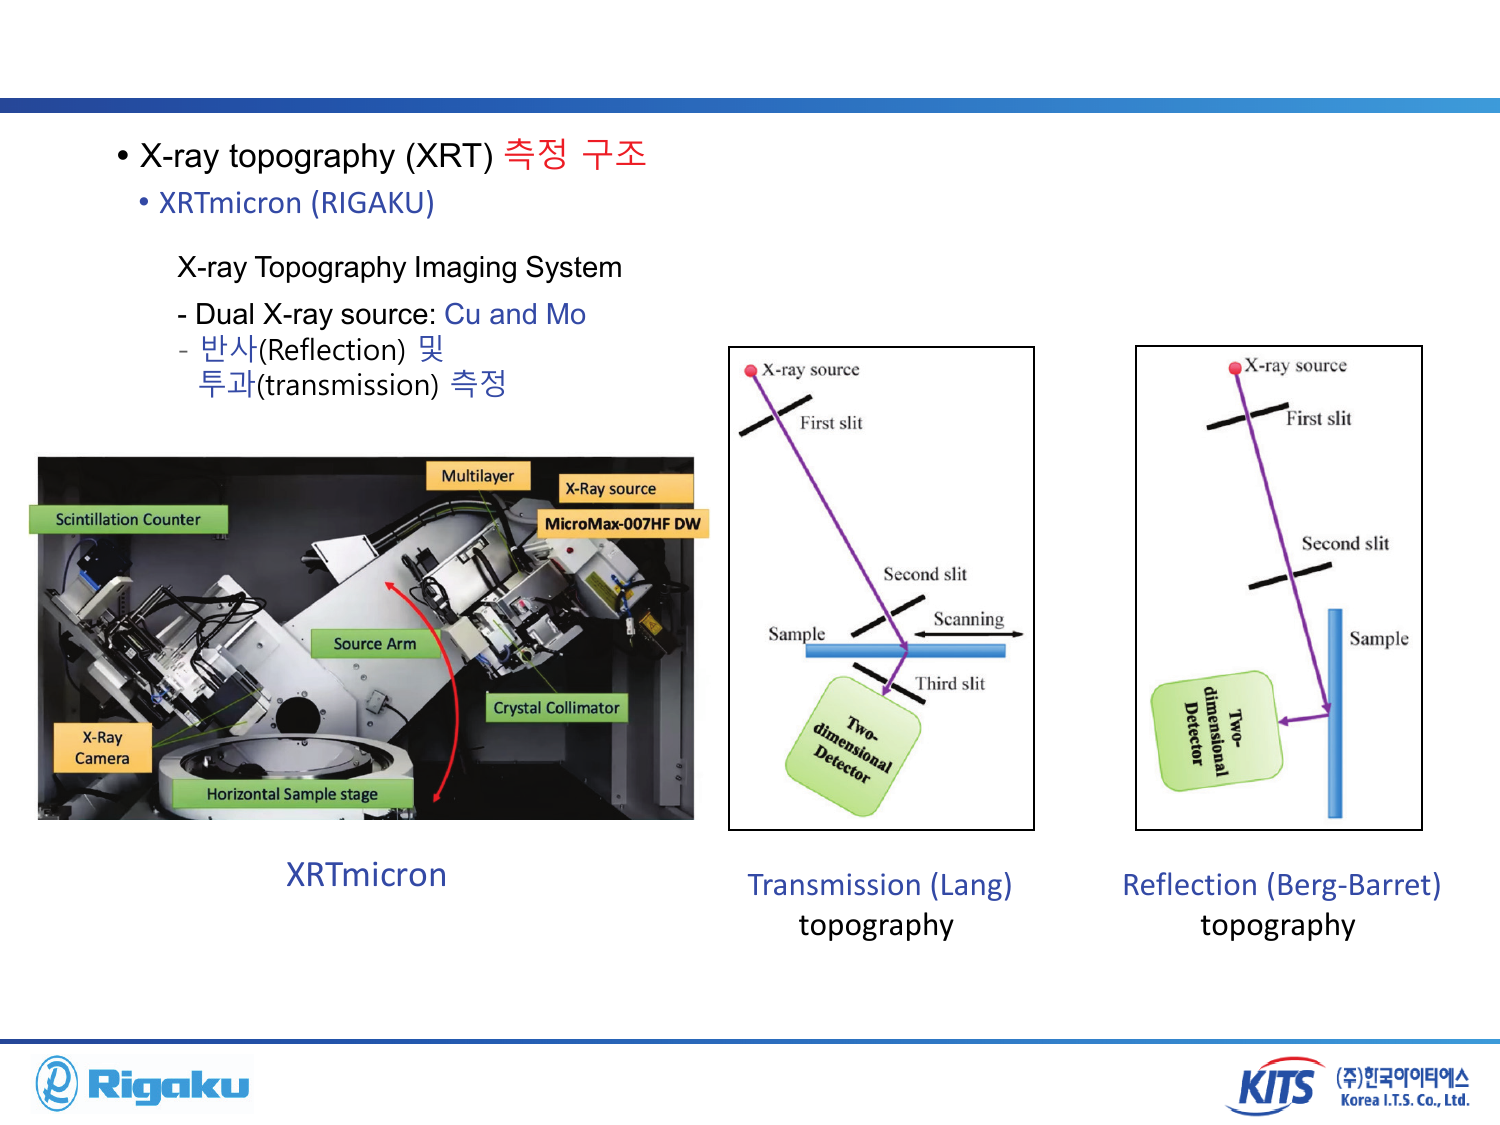 • X-ray topography (XRT) 측정 구조
• XRTmicron (RIGAKU)
X-ray Topography Imaging System
- Dual X-ray source: Cu and Mo
- 반사(Reflection) 및
투과(transmission) 측정
Multilayer
X-Ray source
MicroMax-007HF DW
Scintillation Counter
Source Arm
Crystal Collimator
X-Ray
Camera
Horizontal Sample stage
XRTmicron
X-ray source
First slit
Second slit
Scanning
Sample
Third slit
Two-
dimensional
Detector
Transmission (Lang)
topography
X-ray source
First slit
Second slit
Sample
Two-
dimensional
Detector
Reflection (Berg-Barret)
topography
Rigaku
KITS
(주)한국아이티에스
Korea I.T.S. Co., Ltd.